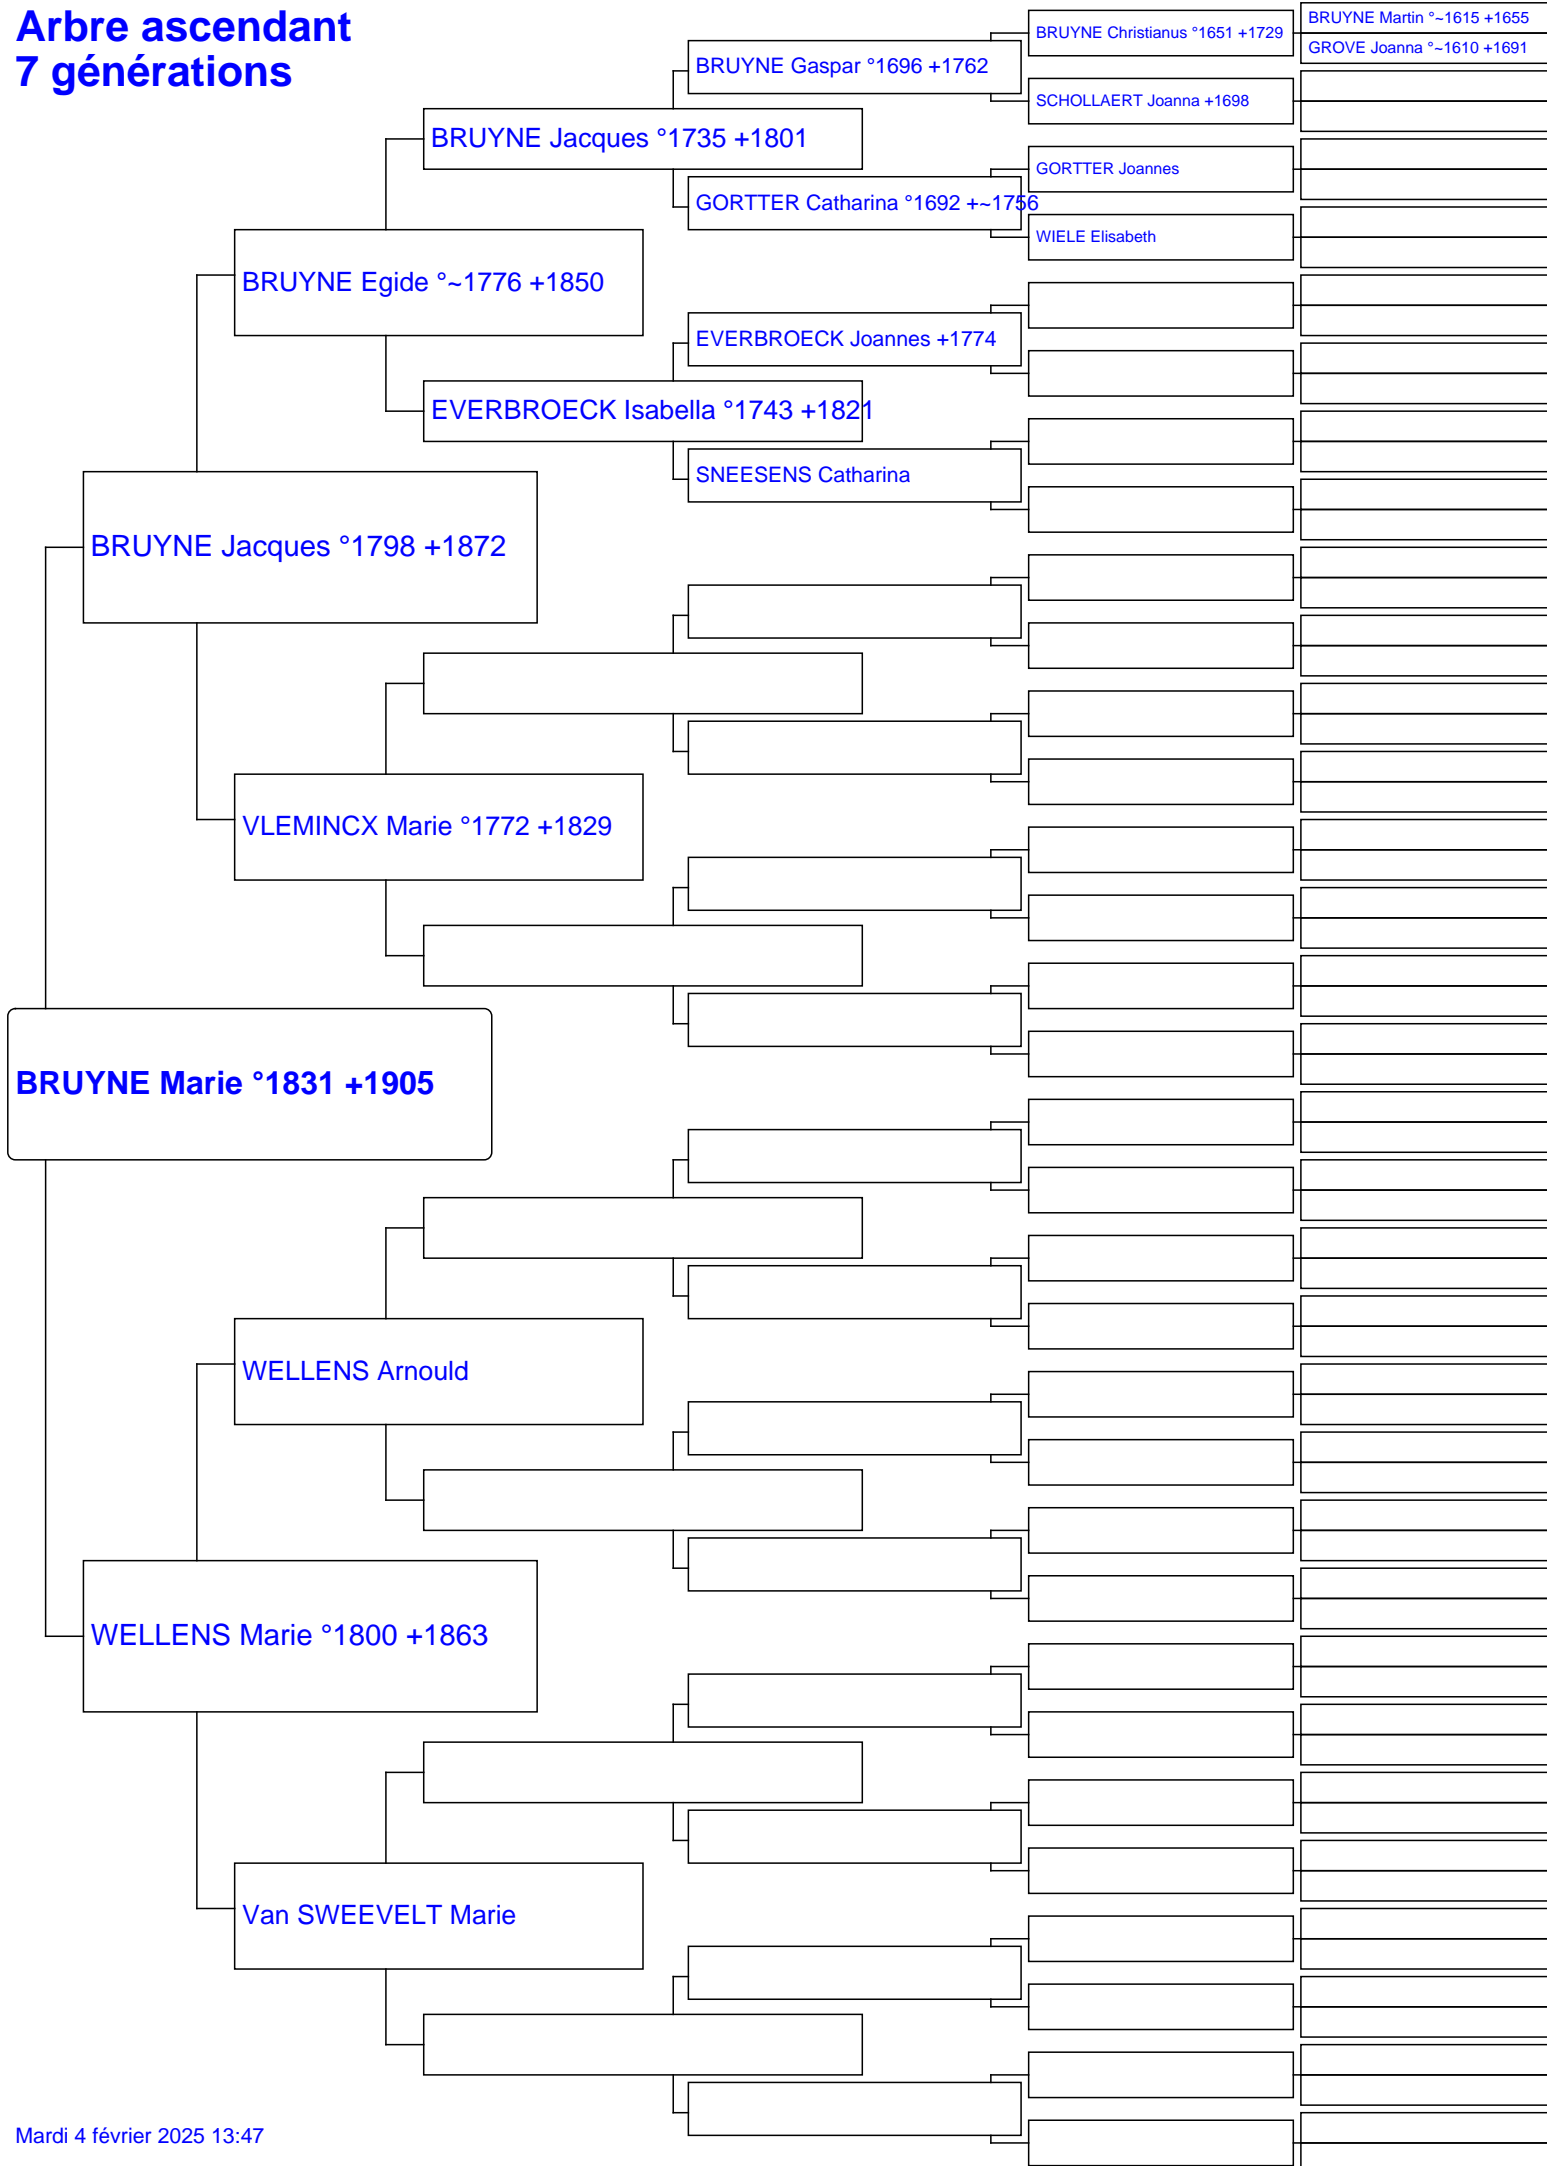 Arbre ascendant
7 générations
BRUYNE Christianus °1651 +1729
BRUYNE Martin °~1615 +1655
GROVE Joanna °~1610 +1691
BRUYNE Gaspar °1696 +1762
SCHOLLAERT Joanna +1698
BRUYNE Jacques °1735 +1801
GORTTER Joannes
GORTTER Catharina °1692 +~1756
WIELE Elisabeth
BRUYNE Egide °~1776 +1850
EVERBROECK Joannes +1774
EVERBROECK Isabella °1743 +1821
SNEESENS Catharina
BRUYNE Jacques °1798 +1872
VLEMINCX Marie °1772 +1829
BRUYNE Marie °1831 +1905
WELLENS Arnould
WELLENS Marie °1800 +1863
Van SWEEVELT Marie
Mardi 4 février 2025 13:47